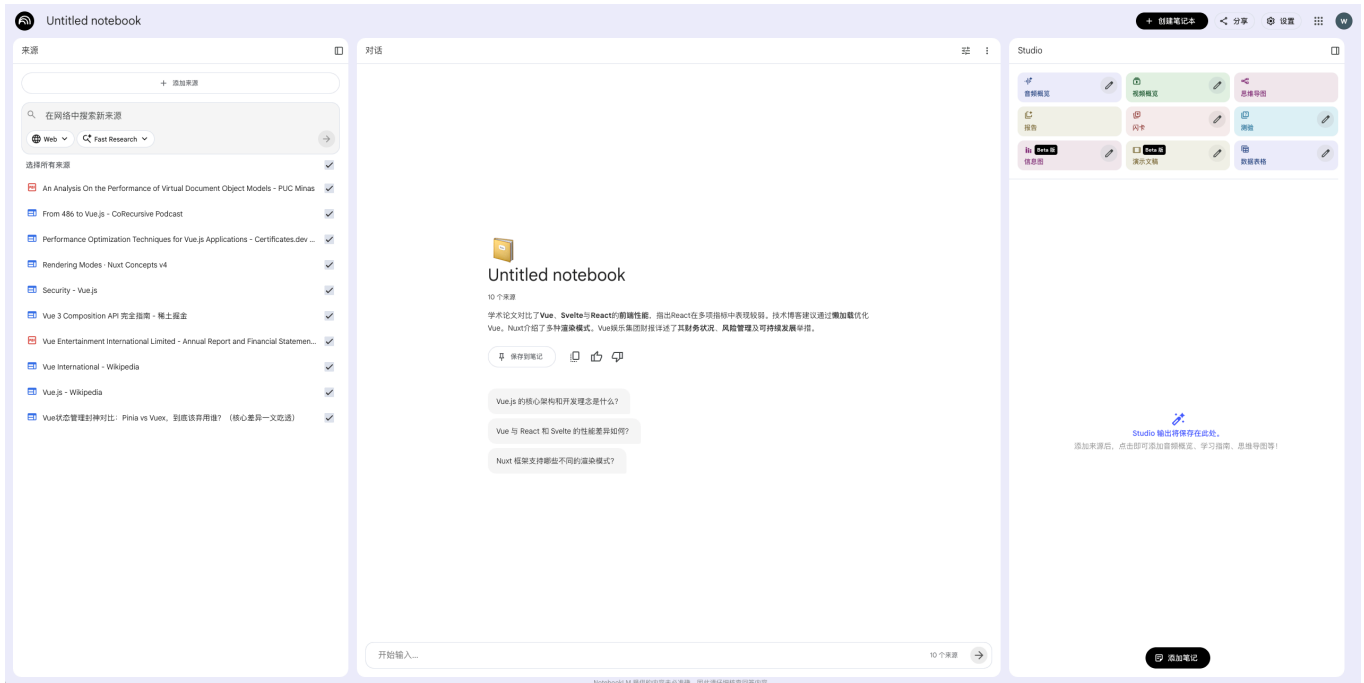 Untitled notebook
+ 创建笔记本
分享
设置
W
来源
+ 添加来源
在网络中搜索新来源
Web
Fast Research
选择所有来源
An Analysis On the Performance of Virtual Document Object Models - PUC Minas
From 486 to Vue.js - CoRecursive Podcast
Performance Optimization Techniques for Vue.js Applications - Certificates.dev ...
Rendering Modes · Nuxt Concepts v4
Security - Vue.js
Vue 3 Composition API 完全指南 - 稀土掘金
Vue Entertainment International Limited - Annual Report and Financial Statemen...
Vue International - Wikipedia
Vue.js - Wikipedia
Vue状态管理封神对比：Pinia vs Vuex，到底该弃用谁？（核心差异一文吃透）
对话
Untitled notebook
10 个来源
学术论文对比了Vue、Svelte与React的前端性能，指出React在多项指标中表现较弱。技术博客建议通过懒加载优化
Vue。Nuxt介绍了多种渲染模式。Vue娱乐集团财报详述了其财务状况、风险管理及可持续发展举措。
保存到笔记
Vue.js 的核心架构和开发理念是什么？
Vue 与 React 和 Svelte 的性能差异如何？
Nuxt 框架支持哪些不同的渲染模式？
开始输入...
10 个来源
Studio
音频概览
视频概览
思维导图
报告
闪卡
测验
Beta 版
信息图
Beta 版
演示文稿
数据表格
Studio 输出将保存在此处。
添加来源后，点击即可添加音频概览、学习指南、思维导图等！
添加笔记